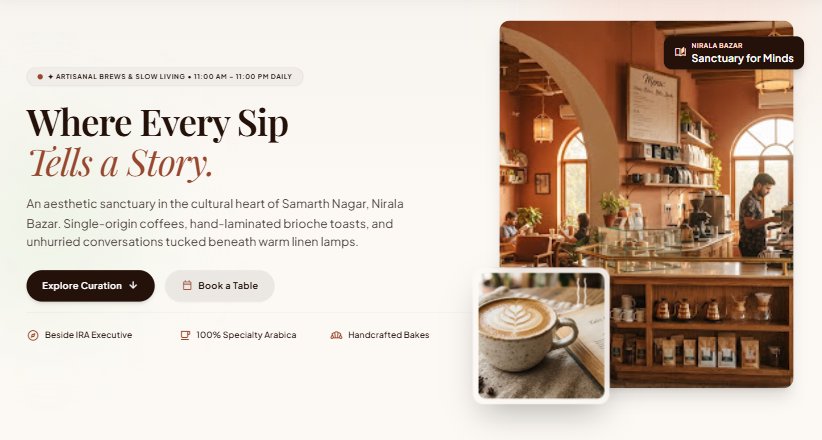 ✦ ARTISANAL BREWS & SLOW LIVING • 11:00 AM – 11:00 PM DAILY
Where Every Sip
Tells a Story.
An aesthetic sanctuary in the cultural heart of Samarth Nagar, Nirala
Bazar. Single-origin coffees, hand-laminated brioche toasts, and
unhurried conversations tucked beneath warm linen lamps.
Explore Curation ↓
Book a Table
Beside IRA Executive
100% Specialty Arabica
Handcrafted Bakes
NIRALA BAZAR
Sanctuary for Minds
Menu